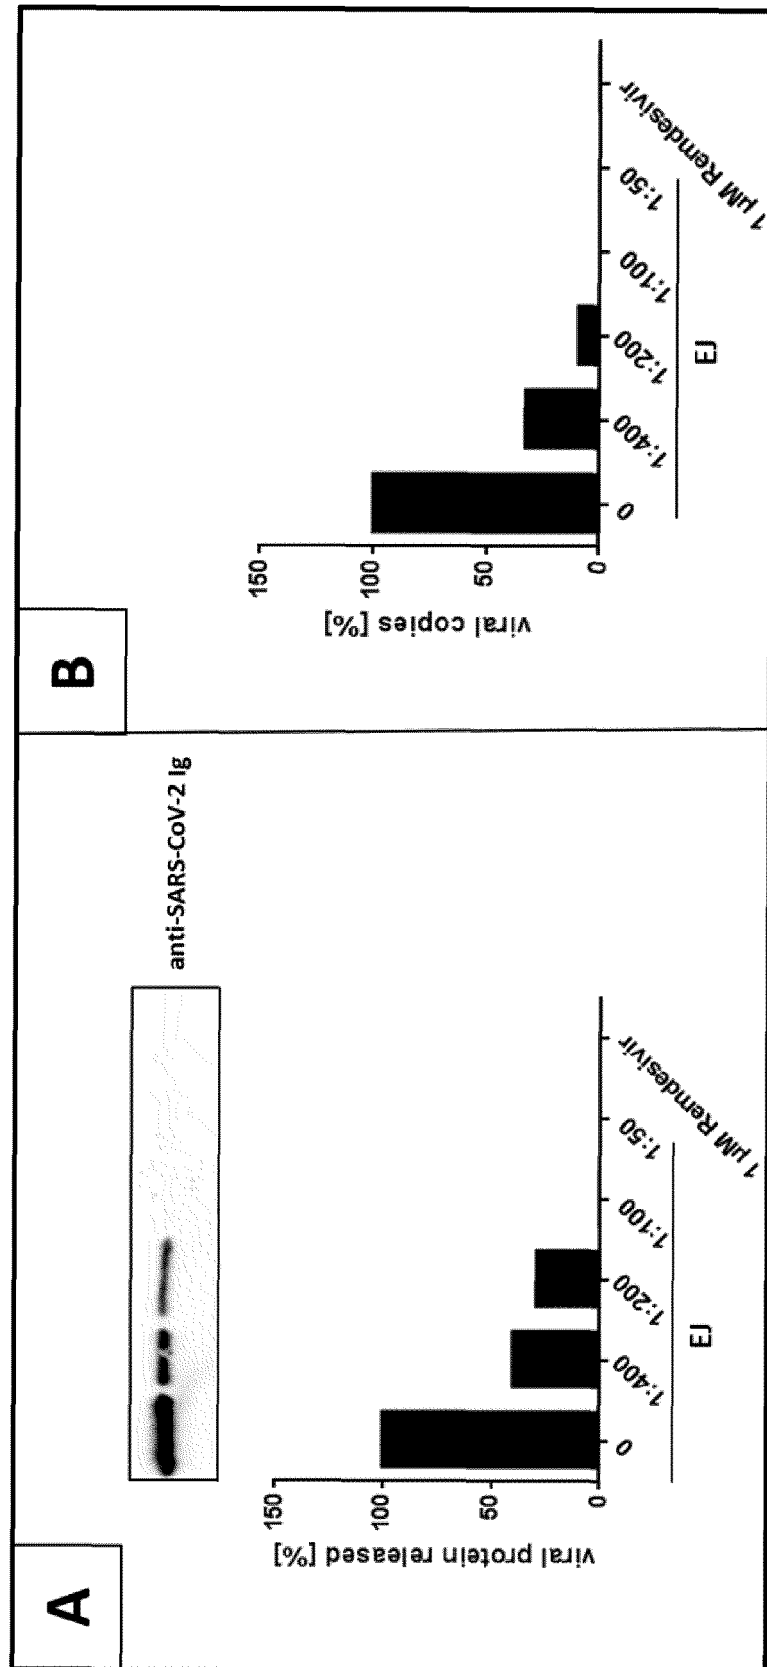 A
anti-SARS-CoV-2 Ig
viral protein released [%]
150
100
50
0
0
1:400
1:200
1:100
1:50
1 µM Remdesivir
EJ
B
viral copies [%]
150
100
50
0
0
1:400
1:200
1:100
1:50
1 µM Remdesivir
EJ